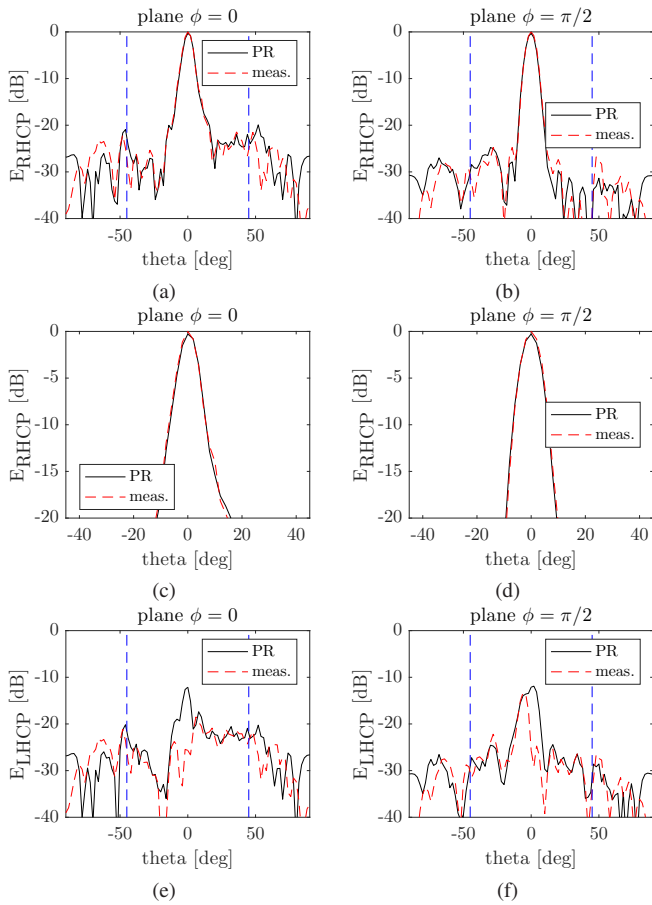 plane ϕ = 0
E_RHCP [dB]
0
-10
-20
-30
-40
PR
meas.
-50
0
50
theta [deg]
(a)
plane ϕ = π/2
E_RHCP [dB]
0
-10
-20
-30
-40
PR
meas.
-50
0
50
theta [deg]
(b)
plane ϕ = 0
E_RHCP [dB]
0
-5
-10
-15
-20
PR
meas.
-40
-20
0
20
40
theta [deg]
(c)
plane ϕ = π/2
E_RHCP [dB]
0
-5
-10
-15
-20
PR
meas.
-40
-20
0
20
40
theta [deg]
(d)
plane ϕ = 0
E_LHCP [dB]
0
-10
-20
-30
-40
PR
meas.
-50
0
50
theta [deg]
(e)
plane ϕ = π/2
E_LHCP [dB]
0
-10
-20
-30
-40
PR
meas.
-50
0
50
theta [deg]
(f)